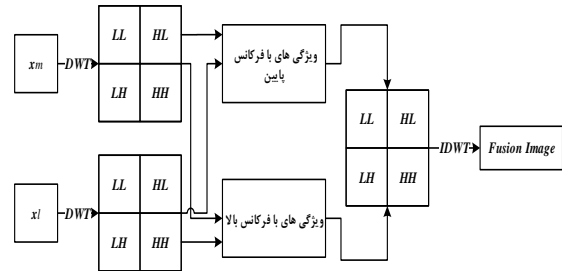 xm
DWT
LL HL
LH HH
ویژگی های با فرکانس
پایین
xl
DWT
LL HL
LH HH
ویژگی های با فرکانس بالا
LL HL
LH HH
IDWT
Fusion Image